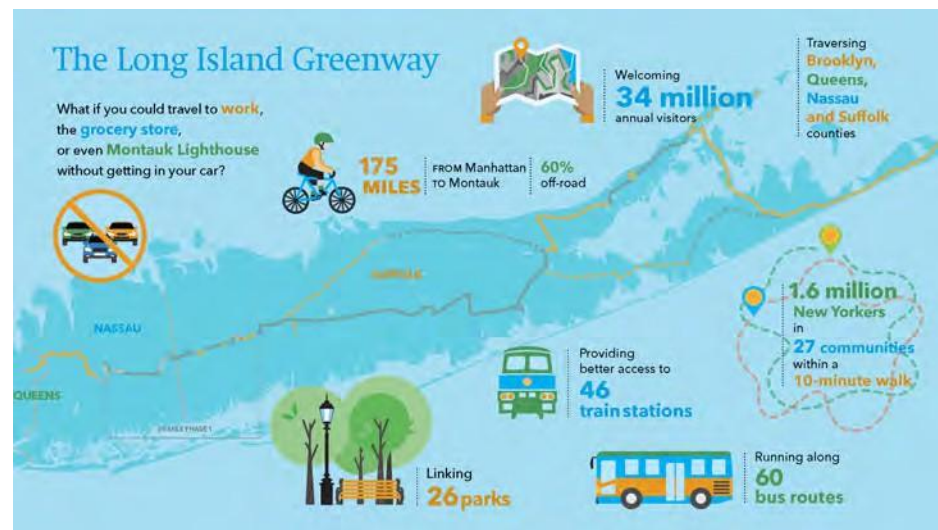 The Long Island Greenway
What if you could travel to work,
the grocery store,
or even Montauk Lighthouse
without getting in your car?
175
MILES
FROM Manhattan
TO Montauk
60%
off-road
Welcoming
34 million
annual visitors
Traversing
Brooklyn,
Queens,
Nassau
and Suffolk
counties
SUFFOLK
NASSAU
QUEENS
1.6 million
New Yorkers
in
27 communities
within a
10-minute walk
Providing
better access to
46
train stations
Linking
26 parks
Running along
60
bus routes